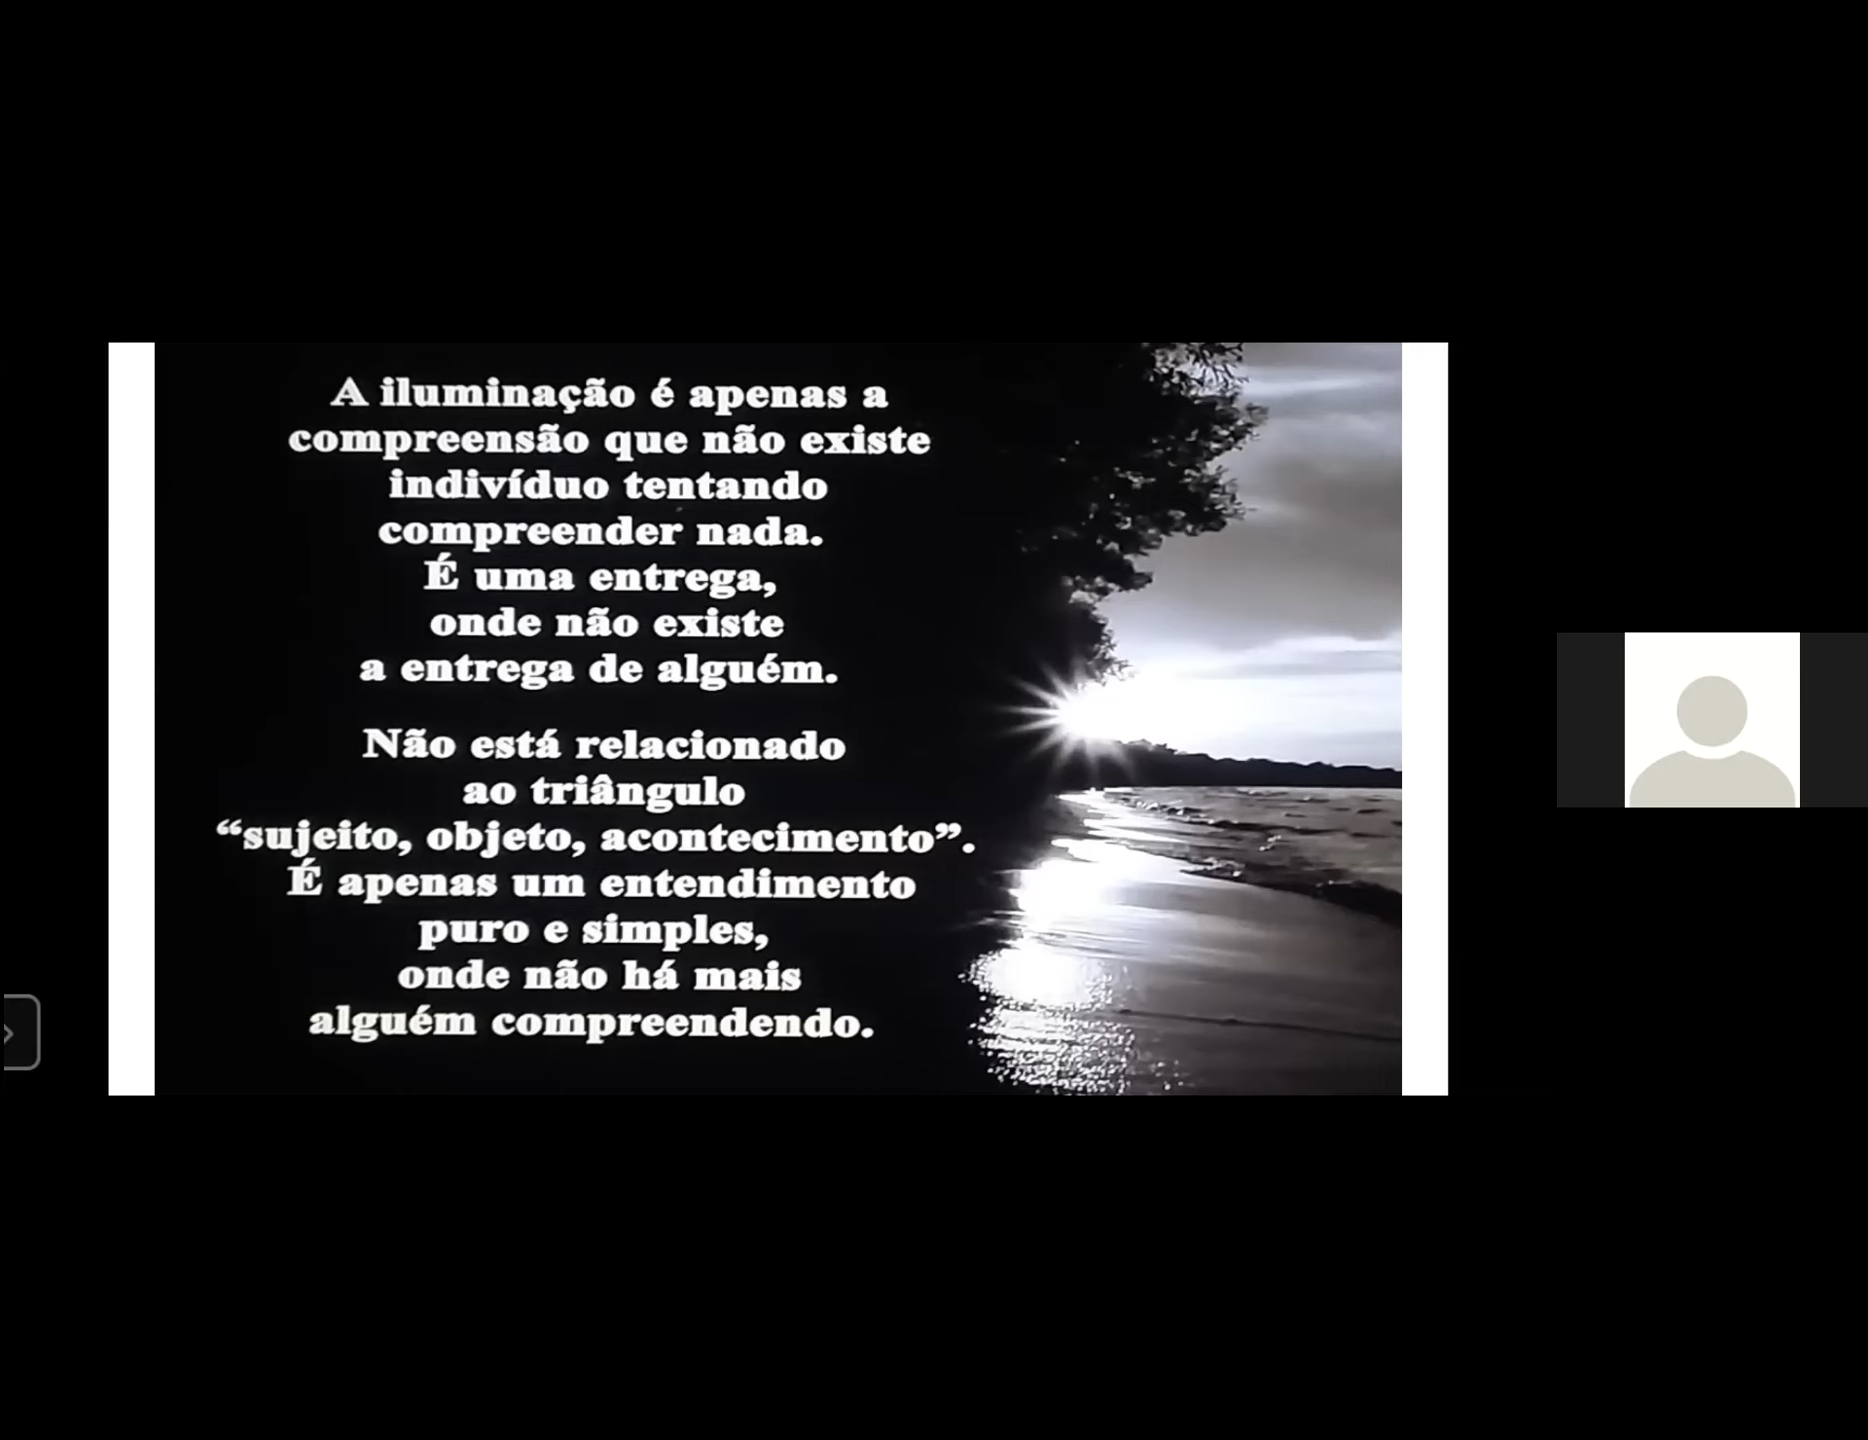 A iluminação é apenas a
compreensão que não existe
indivíduo tentando
compreender nada.
É uma entrega,
onde não existe
a entrega de alguém.
Não está relacionado
ao triângulo
“sujeito, objeto, acontecimento”.
É apenas um entendimento
puro e simples,
onde não há mais
alguém compreendendo.